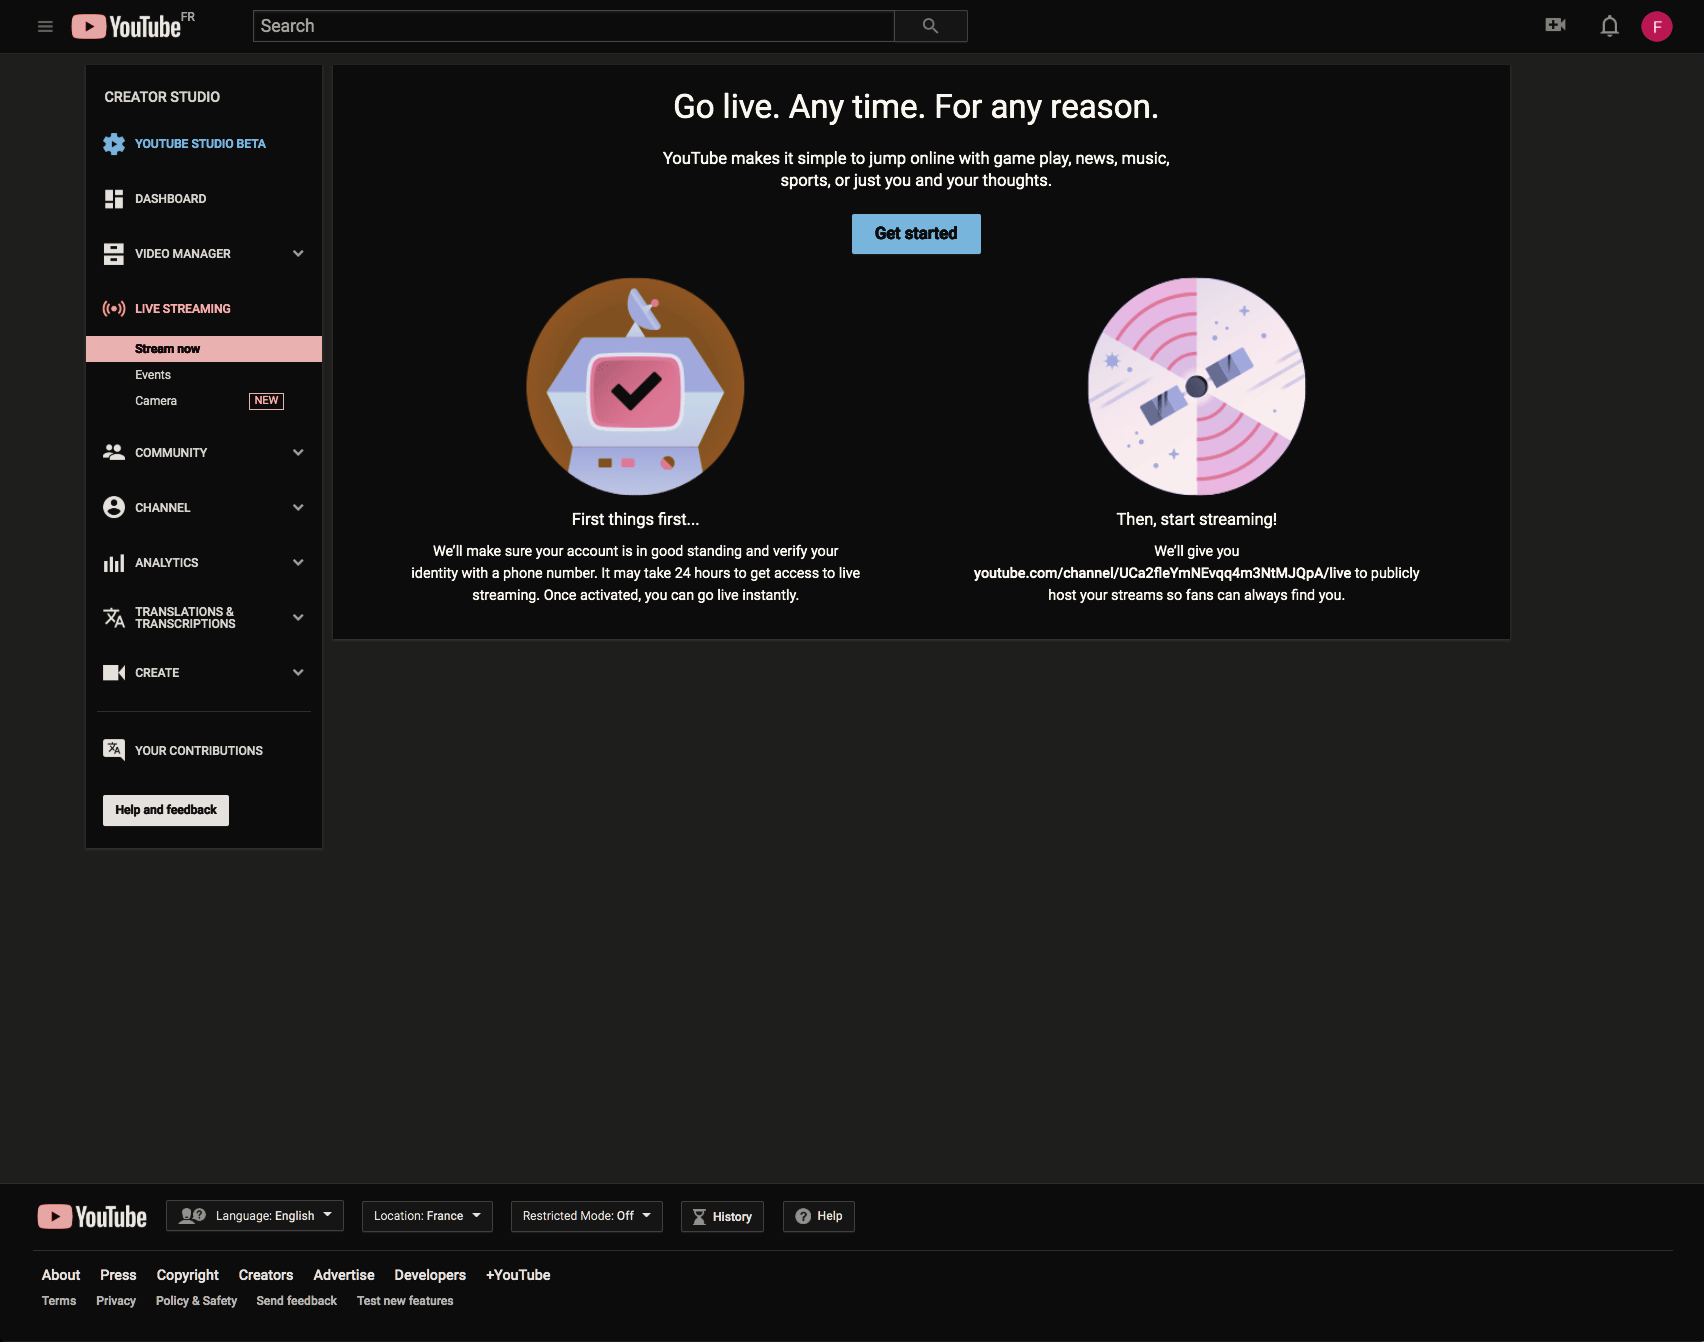 YouTube FR
Search
F
CREATOR STUDIO
YOUTUBE STUDIO BETA
DASHBOARD
VIDEO MANAGER
LIVE STREAMING
Stream now
Events
Camera NEW
COMMUNITY
CHANNEL
ANALYTICS
TRANSLATIONS &
TRANSCRIPTIONS
CREATE
YOUR CONTRIBUTIONS
Help and feedback
Go live. Any time. For any reason.
YouTube makes it simple to jump online with game play, news, music,
sports, or just you and your thoughts.
Get started
First things first...
We'll make sure your account is in good standing and verify your
identity with a phone number. It may take 24 hours to get access to live
streaming. Once activated, you can go live instantly.
Then, start streaming!
We'll give you
youtube.com/channel/UCa2fleYmNEvqq4m3NtMJQpA/live to publicly
host your streams so fans can always find you.
YouTube
Language: English
Location: France
Restricted Mode: Off
History
Help
About Press Copyright Creators Advertise Developers +YouTube
Terms Privacy Policy & Safety Send feedback Test new features